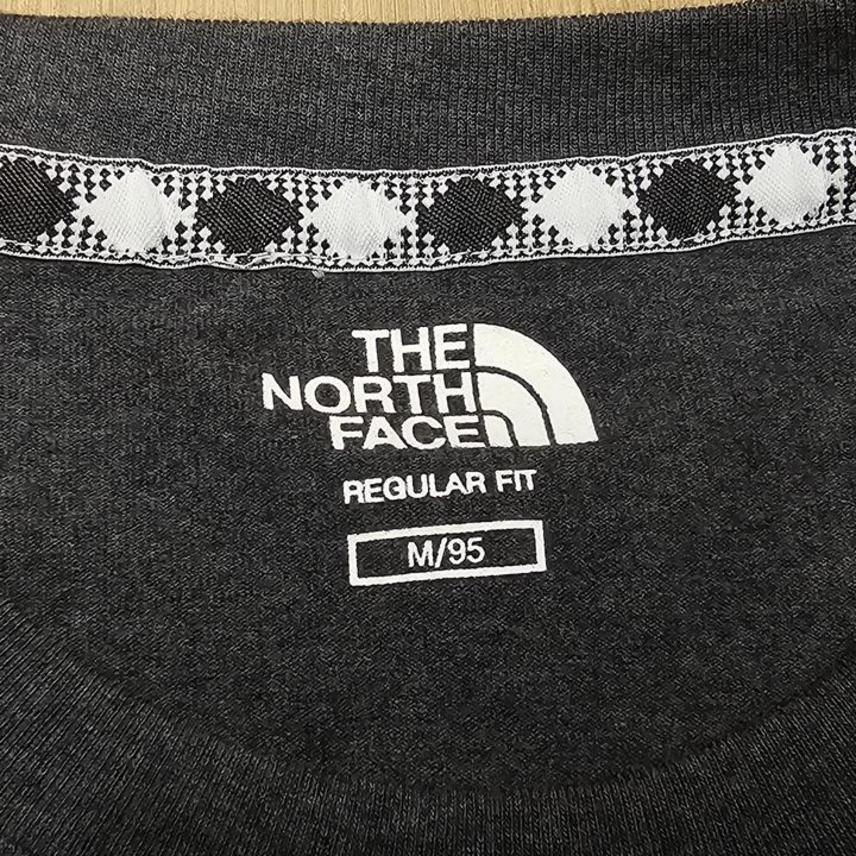 THE
NORTH
FACE
REGULAR FIT
M/95